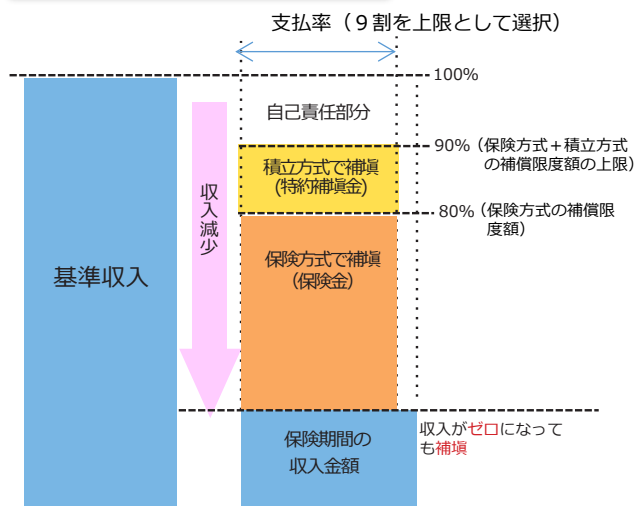 支払率（９割を上限として選択）
100%
自己責任部分
90%（保険方式＋積立方式
の補償限度額の上限）
積立方式で補塡
(特約補塡金)
80%（保険方式の補償限
度額）
収入減少
保険方式で補塡
（保険金）
基準収入
収入がゼロになって
も補塡
保険期間の
収入金額